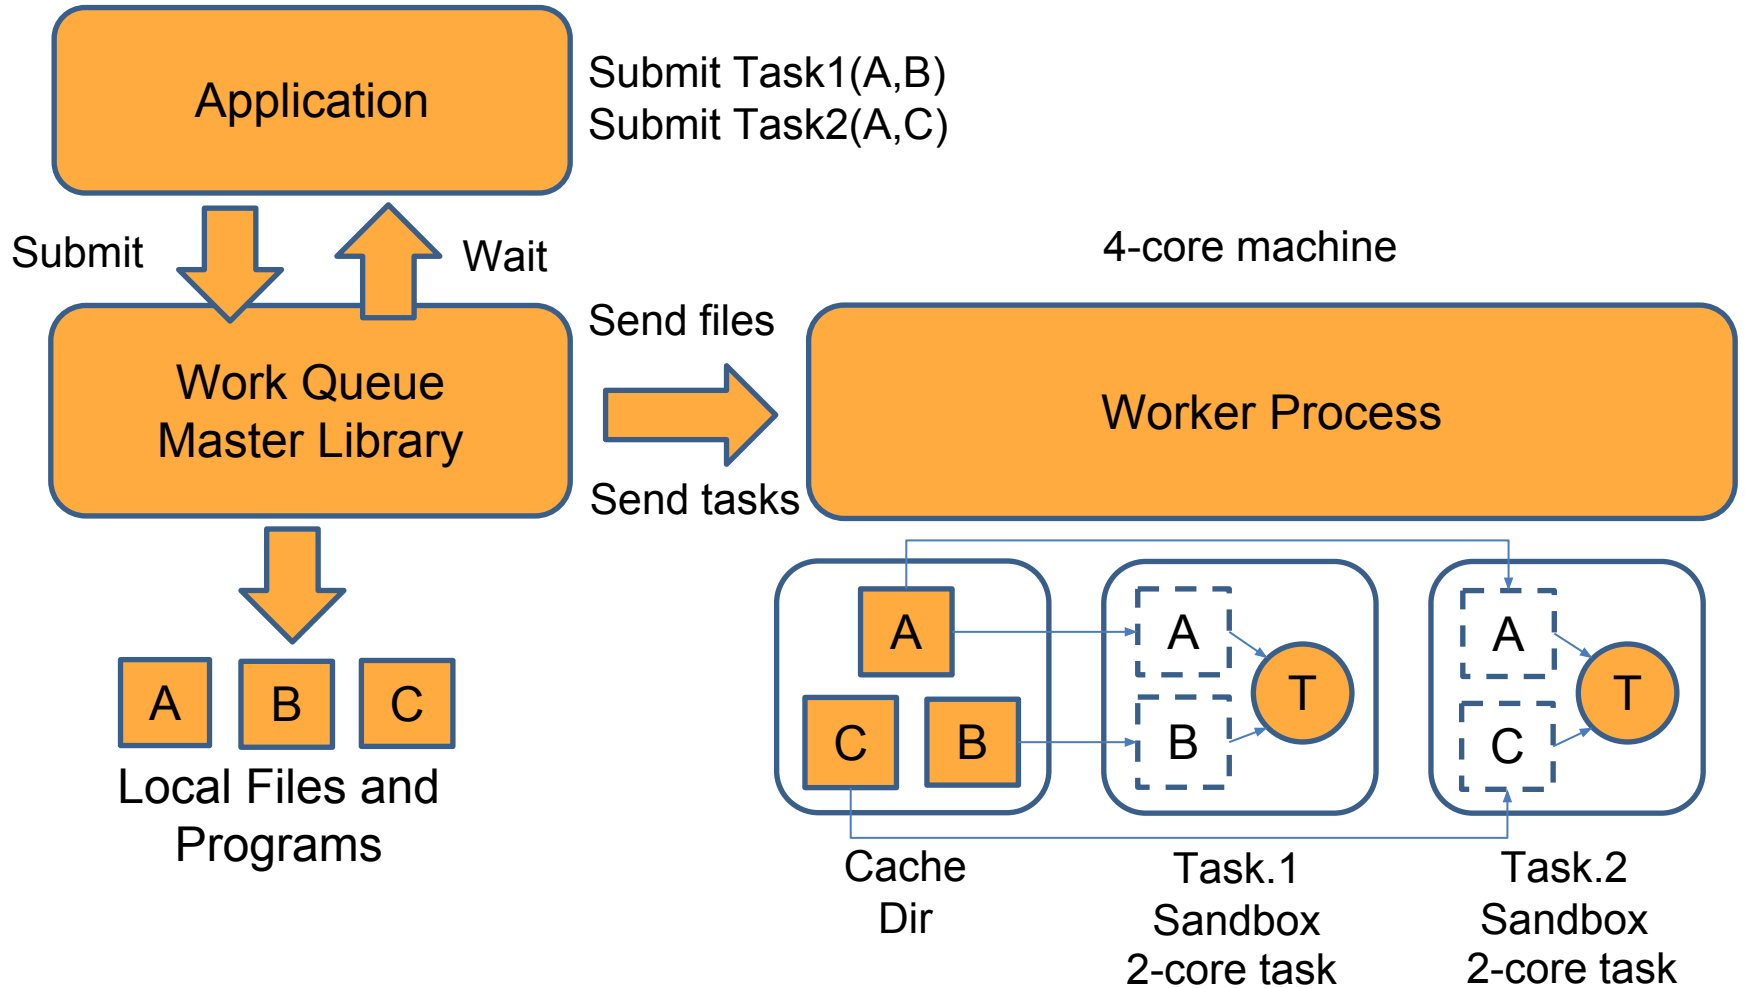 Application
Submit Task1(A,B)
Submit Task2(A,C)
Submit
Wait
4-core machine
Work Queue
Master Library
Send files
Send tasks
Worker Process
A
B
C
Local Files and
Programs
A
C
B
Cache
Dir
A
B
T
Task.1
Sandbox
2-core task
A
C
T
Task.2
Sandbox
2-core task